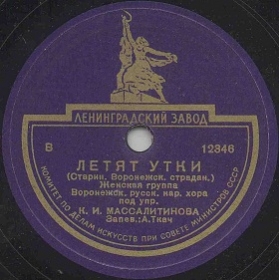 ЛЕНИНГРАДСКИЙ ЗАВОД
В 12346
ЛЕТЯТ УТКИ
(Старин. Воронежск. страдан.)
Женская группа
Воронежск. русск. нар. хора
под упр.
К. И. МАССАЛИТИНОВА
Запев.: А. Ткач
КОМИТЕТ ПО ДЕЛАМ ИСКУССТВ ПРИ СОВЕТЕ МИНИСТРОВ СССР